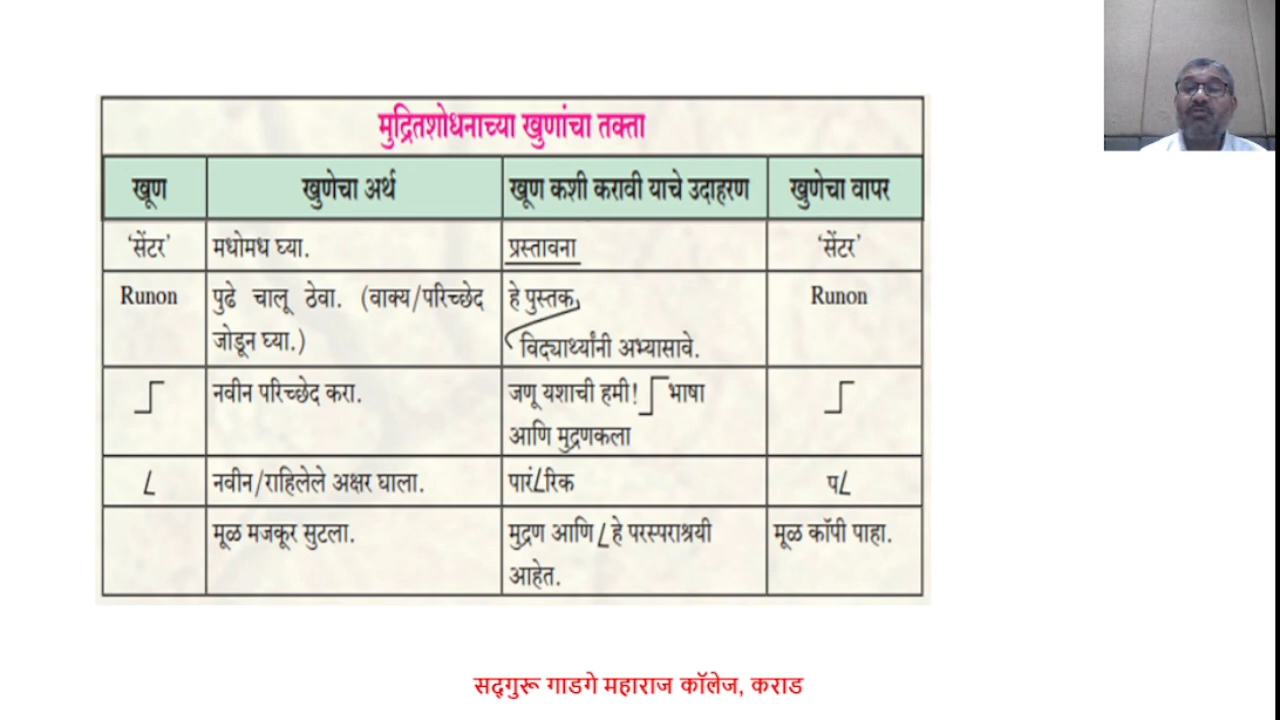 मुद्रितशोधनाच्या खुणांचा तक्ता
खूण खुणेचा अर्थ खूण कशी करावी याचे उदाहरण खुणेचा वापर
‘सेंटर’ मधोमध घ्या. प्रस्तावना ‘सेंटर’
Runon पुढे चालू ठेवा. (वाक्य/परिच्छेद हे पुस्तक Runon
जोडून घ्या.) विद्यार्थ्यांनी अभ्यासावे.
नवीन परिच्छेद करा. जणू यशाची हमी! भाषा
आणि मुद्रणकला
नवीन/राहिलेले अक्षर घाला. पारंरिक प
मूळ मजकूर सुटला. मुद्रण आणि हे परस्पराश्रयी मूळ कॉपी पाहा.
आहेत.
सद्गुरू गाडगे महाराज कॉलेज, कराड